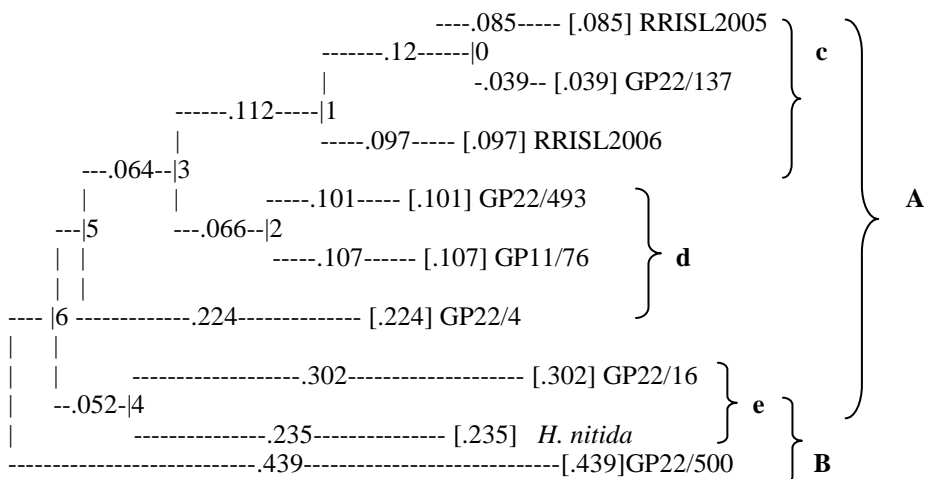 ----.085----- [.085] RRISL2005
-------.12------|0 c
| -.039-- [.039] GP22/137
------.112-----|1
| -----.097----- [.097] RRISL2006
---.064--|3
| | -----.101----- [.101] GP22/493 A
---|5 ---.066--|2 d
| | -----.107------ [.107] GP11/76
| |
---- |6 -------------.224-------------- [.224] GP22/4
| |
| | ------------------.302------------------- [.302] GP22/16
| --.052-|4 e
| --------------.235-------------- [.235] H. nitida
---------------------------.439----------------------------[.439]GP22/500 B